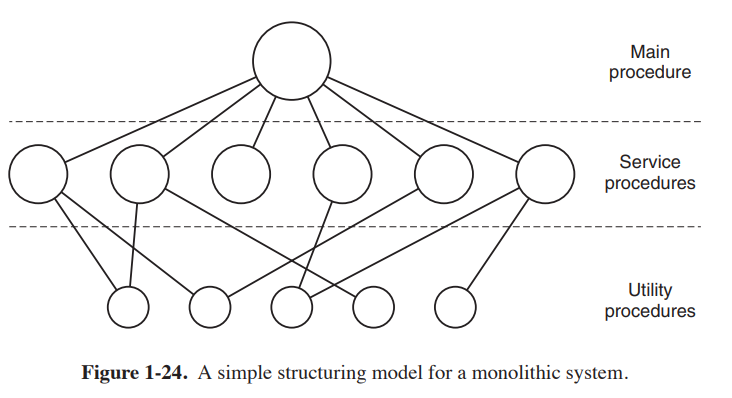 Main
procedure
Service
procedures
Utility
procedures
Figure 1-24. A simple structuring model for a monolithic system.